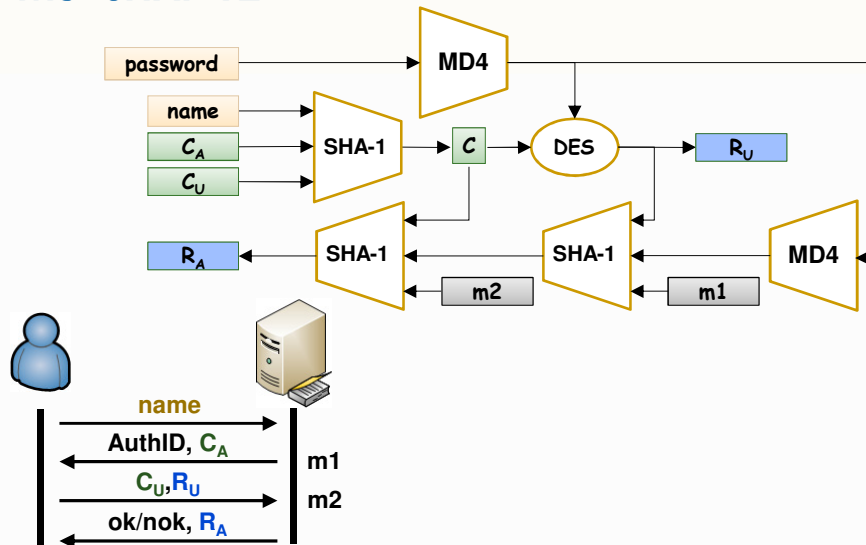 password
MD4
name
C_A
SHA-1
C
DES
R_U
C_U
R_A
SHA-1
SHA-1
MD4
m2
m1
name
AuthID, C_A
m1
C_U,R_U
m2
ok/nok, R_A